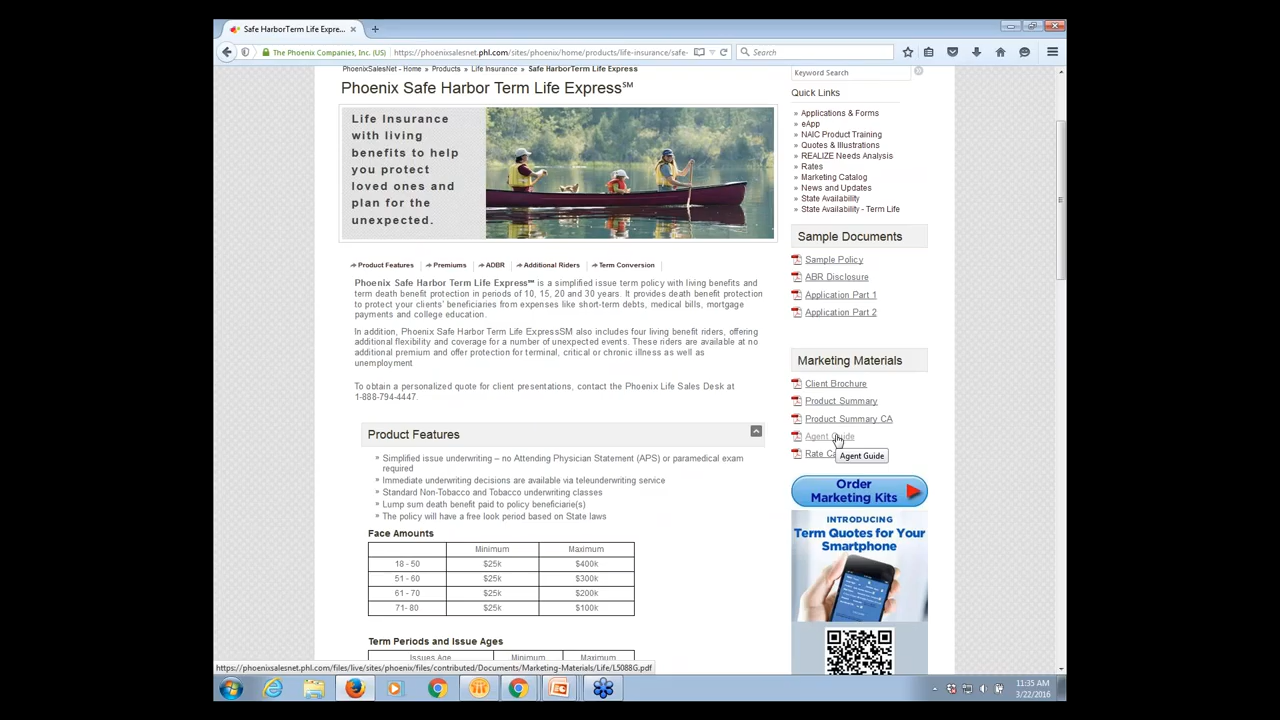 Safe HarborTerm Life Expre...
The Phoenix Companies, Inc. (US)
https://phoenixsalesnet.phl.com/sites/phoenix/home/products/life-insurance/safe-
Search
PhoenixSalesNet - Home » Products » Life Insurance » Safe HarborTerm Life Express
Phoenix Safe Harbor Term Life Express℠
Life Insurance
with living
benefits to help
you protect
loved ones and
plan for the
unexpected.
Product Features
Premiums
ADBR
Additional Riders
Term Conversion
Phoenix Safe Harbor Term Life Express℠ is a simplified issue term policy with living benefits and
term death benefit protection in periods of 10, 15, 20 and 30 years. It provides death benefit protection
to protect your clients' beneficiaries from expenses like short-term debts, medical bills, mortgage
payments and college education.
In addition, Phoenix Safe Harbor Term Life ExpressSM also includes four living benefit riders, offering
additional flexibility and coverage for a number of unexpected events. These riders are available at no
additional premium and offer protection for terminal, critical or chronic illness as well as
unemployment
To obtain a personalized quote for client presentations, contact the Phoenix Life Sales Desk at
1-888-794-4447.
Product Features
Simplified issue underwriting – no Attending Physician Statement (APS) or paramedical exam
required
Immediate underwriting decisions are available via teleunderwriting service
Standard Non-Tobacco and Tobacco underwriting classes
Lump sum death benefit paid to policy beneficiarie(s)
The policy will have a free look period based on State laws
Face Amounts
Minimum Maximum
18 - 50 $25k $400k
51 - 60 $25k $300k
61 - 70 $25k $200k
71- 80 $25k $100k
Term Periods and Issue Ages
Issues Age Minimum Maximum
Keyword Search
Quick Links
» Applications & Forms
» eApp
» NAIC Product Training
» Quotes & Illustrations
» REALIZE Needs Analysis
» Rates
» Marketing Catalog
» News and Updates
» State Availability
» State Availability - Term Life
Sample Documents
Sample Policy
ABR Disclosure
Application Part 1
Application Part 2
Marketing Materials
Client Brochure
Product Summary
Product Summary CA
Agent Guide
Rate Ca
Agent Guide
Order
Marketing Kits
INTRODUCING
Term Quotes for Your
Smartphone
https://phoenixsalesnet.phl.com/files/live/sites/phoenix/files/contributed/Documents/Marketing-Materials/Life/L5088G.pdf
11:35 AM
3/22/2016